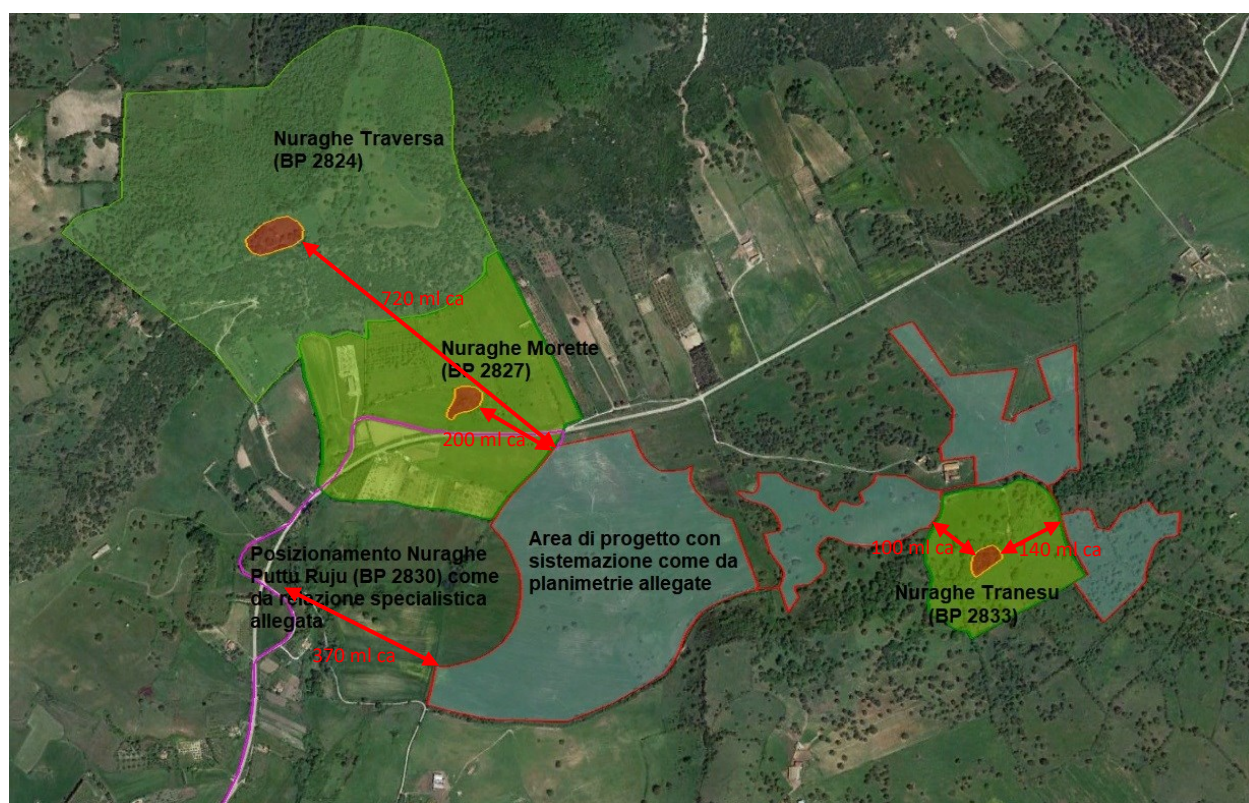 Nuraghe Traversa
(BP 2824)
720 ml ca
Nuraghe Morette
(BP 2827)
200 ml ca
Area di progetto con
sistemazione come da
planimetrie allegate
Posizionamento Nuraghe
Puttu Ruju (BP 2830) come
da relazione specialistica
allegata
370 ml ca
100 ml ca
140 ml ca
Nuraghe Tranesu
(BP 2833)